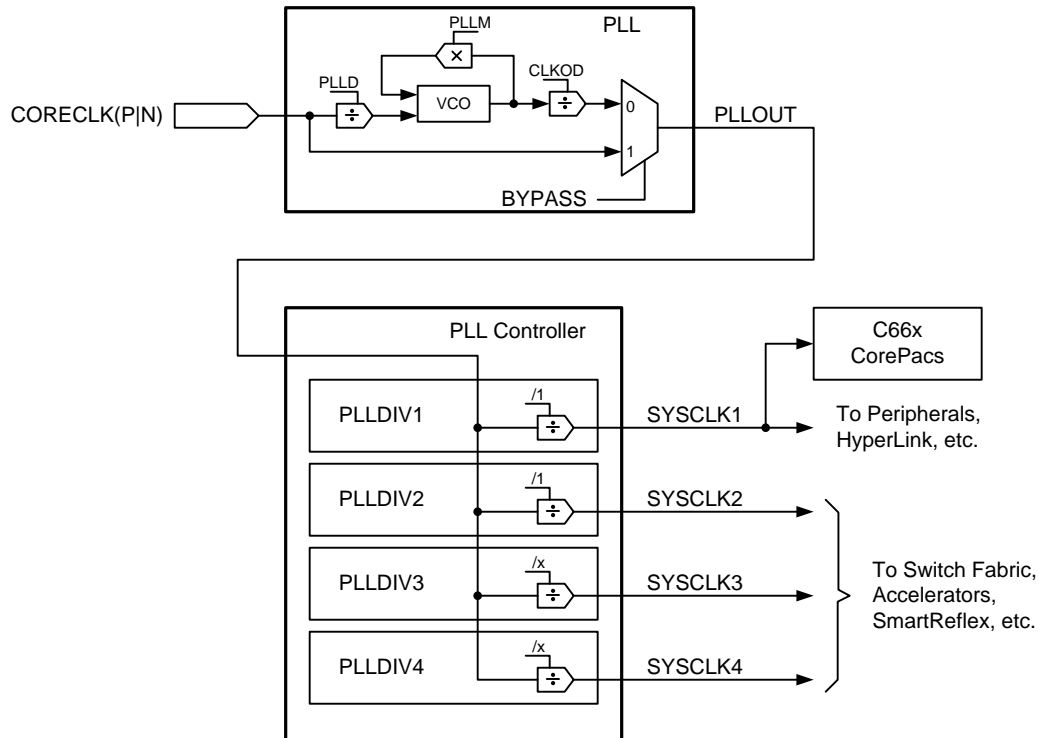 PLL
PLLM
×
PLLD
CLKOD
÷
VCO
÷
0
1
CORECLK(P|N)
PLLOUT
BYPASS
PLL Controller
C66x
CorePacs
PLLDIV1
/1
÷
SYSCLK1
To Peripherals,
HyperLink, etc.
PLLDIV2
/1
÷
SYSCLK2
PLLDIV3
/x
÷
SYSCLK3
To Switch Fabric,
Accelerators,
SmartReflex, etc.
PLLDIV4
/x
÷
SYSCLK4